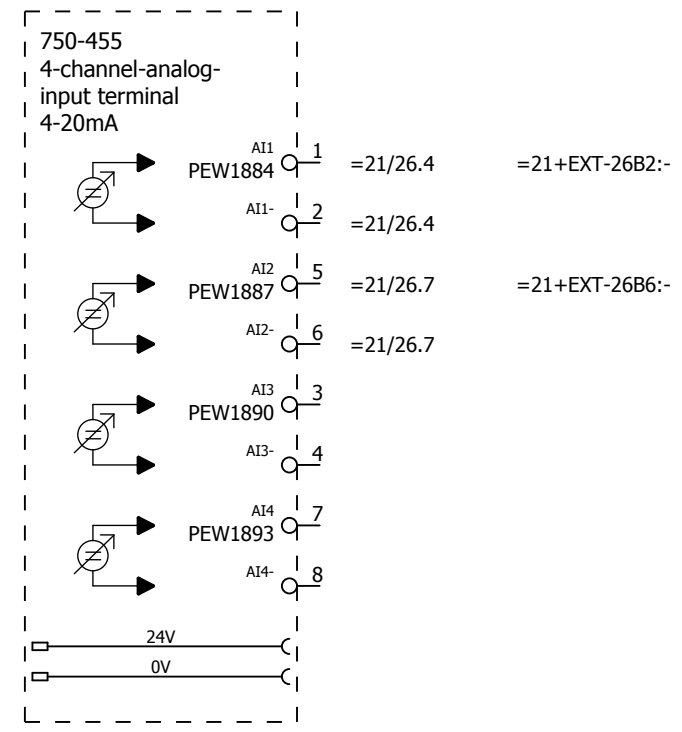 750-455
4-channel-analog-
input terminal
4-20mA
AI1 1
PEW1884 =21/26.4 =21+EXT-26B2:-
AI1- 2
=21/26.4
AI2 5
PEW1887 =21/26.7 =21+EXT-26B6:-
AI2- 6
=21/26.7
AI3 3
PEW1890
AI3- 4
AI4 7
PEW1893
AI4- 8
24V
0V